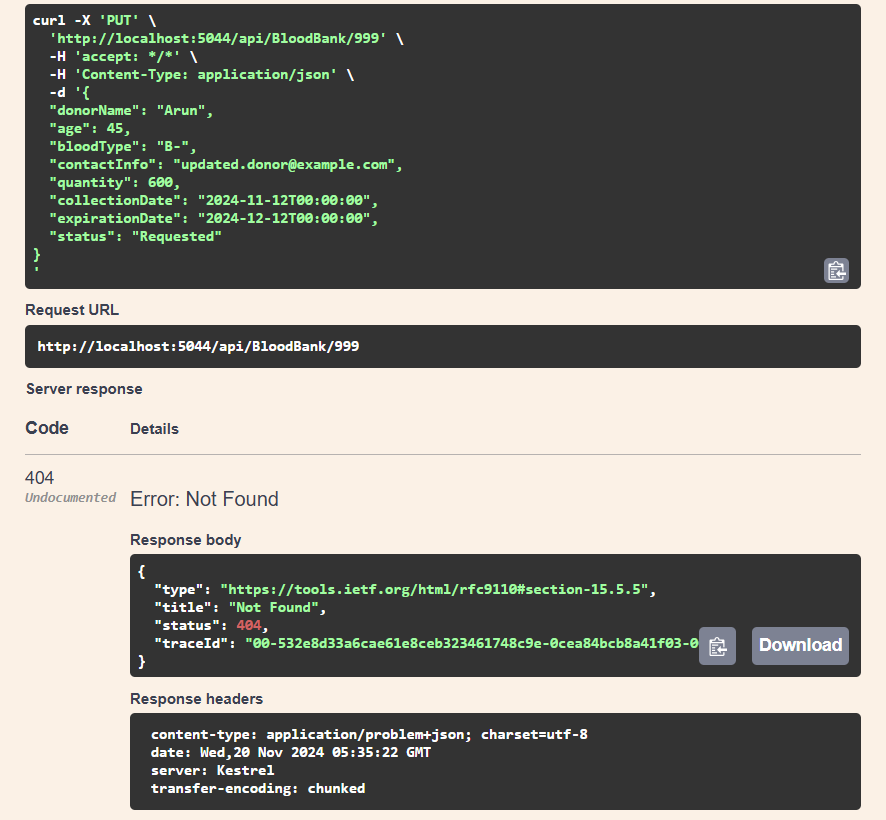 curl -X 'PUT' \
  'http://localhost:5044/api/BloodBank/999' \
  -H 'accept: */*' \
  -H 'Content-Type: application/json' \
  -d '{
  "donorName": "Arun",
  "age": 45,
  "bloodType": "B-",
  "contactInfo": "updated.donor@example.com",
  "quantity": 600,
  "collectionDate": "2024-11-12T00:00:00",
  "expirationDate": "2024-12-12T00:00:00",
  "status": "Requested"
}
'
Request URL
http://localhost:5044/api/BloodBank/999
Server response
Code Details
404
Undocumented
Error: Not Found
Response body
{
  "type": "https://tools.ietf.org/html/rfc9110#section-15.5.5",
  "title": "Not Found",
  "status": 404,
  "traceId": "00-532e8d33a6cae61e8ceb323461748c9e-0cea84bcb8a41f03-0
}
Download
Response headers
content-type: application/problem+json; charset=utf-8
date: Wed,20 Nov 2024 05:35:22 GMT
server: Kestrel
transfer-encoding: chunked